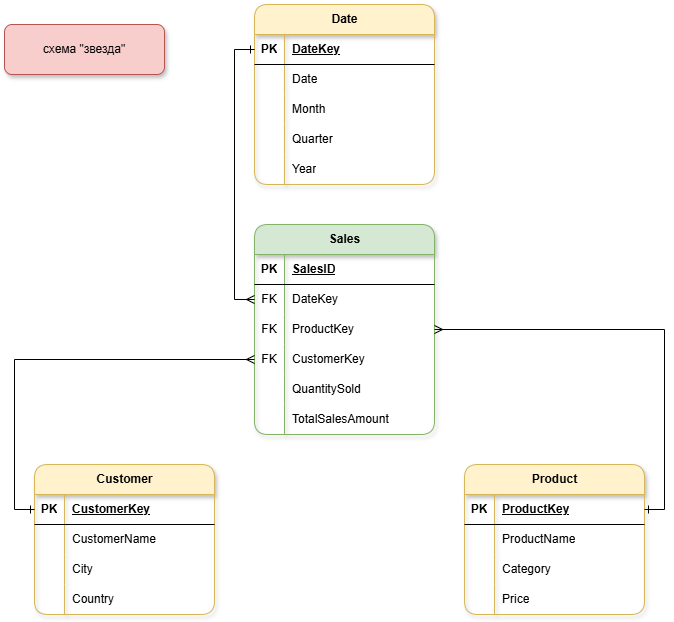 схема "звезда"
Date
PK DateKey
Date
Month
Quarter
Year
Sales
PK SalesID
FK DateKey
FK ProductKey
FK CustomerKey
QuantitySold
TotalSalesAmount
Customer
PK CustomerKey
CustomerName
City
Country
Product
PK ProductKey
ProductName
Category
Price